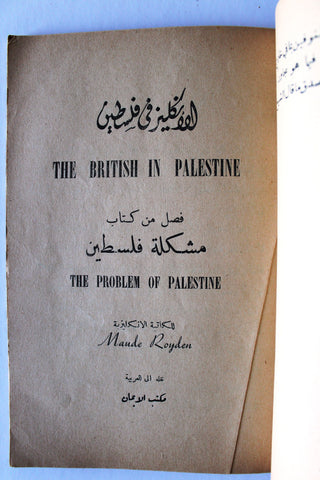 الانكليز في فلسطين
THE BRITISH IN PALESTINE
فصل من كتاب
مشكلة فلسطين
THE PROBLEM OF PALESTINE
للكاتبة الانكليزية
Maude Royden
نقله الى العربية
مكتب الايمان